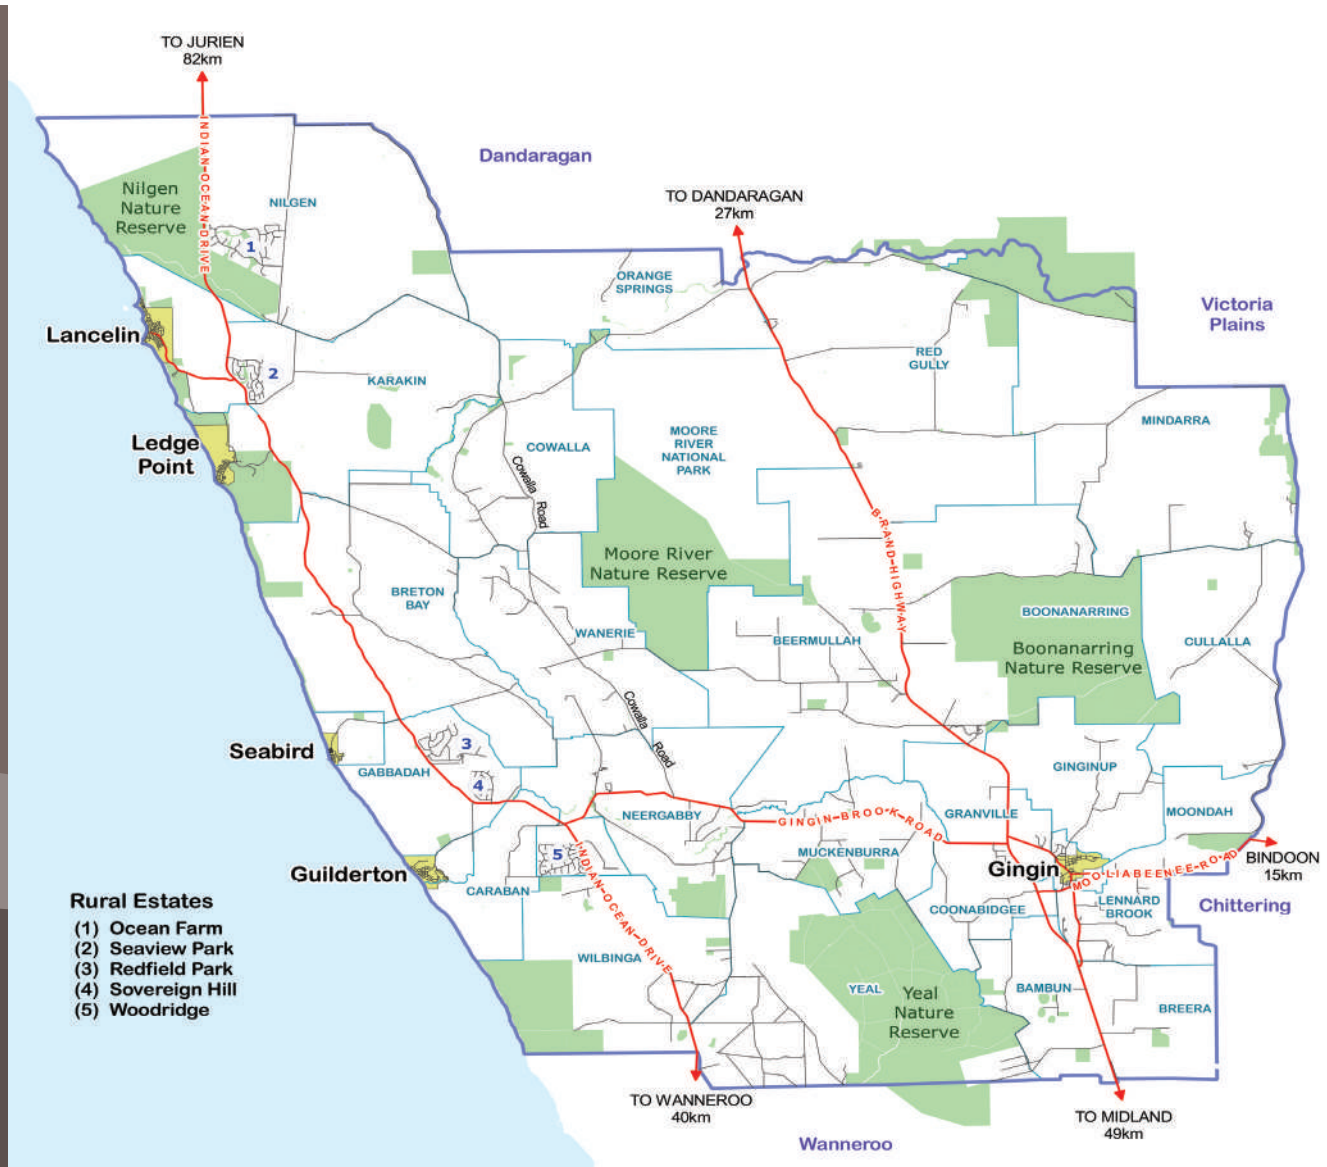 TO JURIEN
82km
INDIAN OCEAN DRIVE
Dandaragan
Nilgen
Nature
Reserve
NILGEN
1
TO DANDARAGAN
27km
ORANGE
SPRINGS
Victoria
Plains
Lancelin
2
KARAKIN
RED
GULLY
MINDARRA
Ledge
Point
COWALLA
MOORE
RIVER
NATIONAL
PARK
Cowalla
Road
BRAND HIGHWAY
Moore River
Nature Reserve
BRETON
BAY
WANERIE
BEERMULLAH
BOONANARRING
Boonanarring
Nature Reserve
CULLALLA
Cowalla
Road
Seabird
3
GABBADAH
4
GINGINUP
NEERGABBY
GINGIN BROOK ROAD
GRANVILLE
MOONDAH
5
MUCKENBURRA
Guilderton
CARABAN
INDIAN OCEAN DRIVE
Gingin
MOOLIABEENEE ROAD
BINDOON
15km
COONABIDGEE
LENNARD
BROOK
Chittering
WILBINGA
YEAL
Yeal
Nature
Reserve
BAMBUN
BREERA
Rural Estates
(1) Ocean Farm
(2) Seaview Park
(3) Redfield Park
(4) Sovereign Hill
(5) Woodridge
TO WANNEROO
40km
TO MIDLAND
49km
Wanneroo